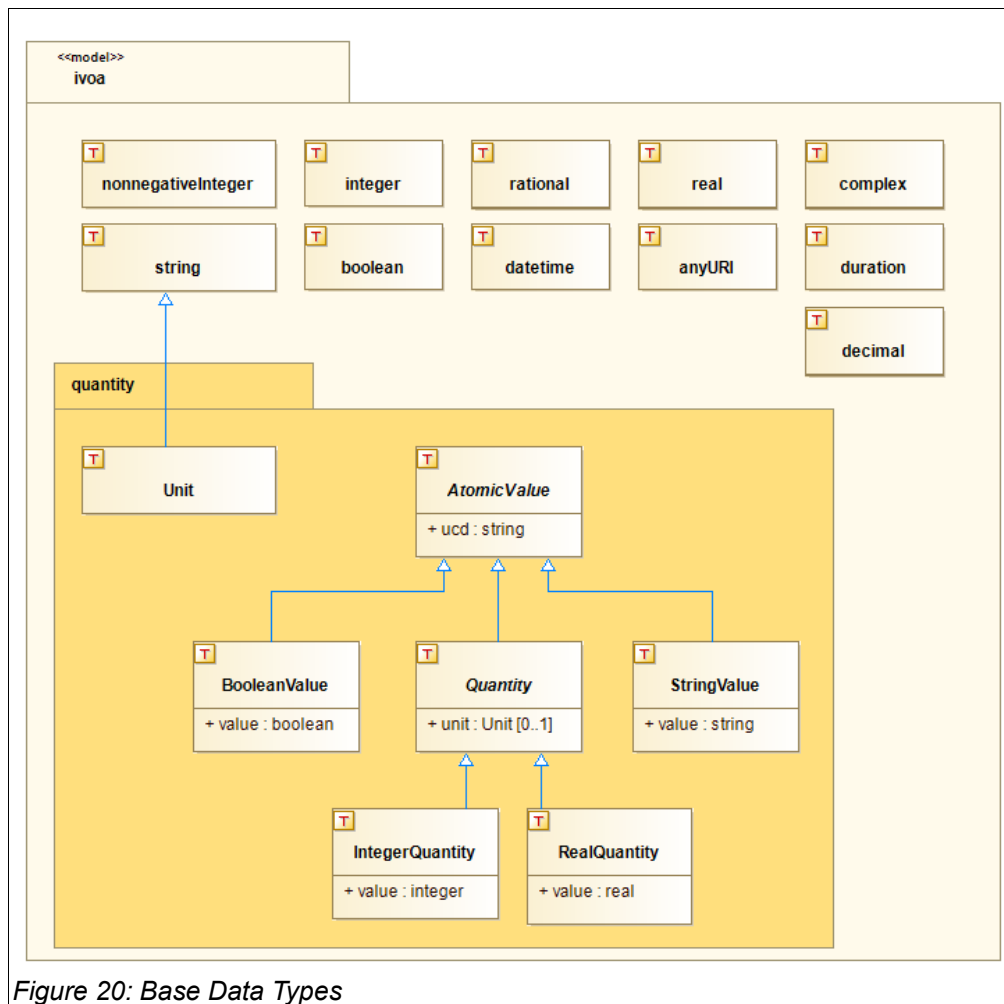 <<model>>
ivoa
T T T T T
nonnegativeInteger integer rational real complex
T T T T T
string boolean datetime anyURI duration
T
decimal
quantity
T
Unit
T
AtomicValue
+ ucd : string
T
BooleanValue
+ value : boolean
T
Quantity
+ unit : Unit [0..1]
T
StringValue
+ value : string
T
IntegerQuantity
+ value : integer
T
RealQuantity
+ value : real
Figure 20: Base Data Types